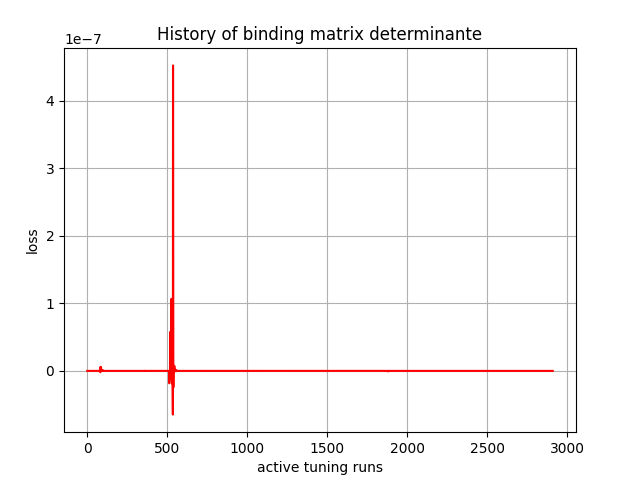 History of binding matrix determinante
1e−7
4
3
2
1
0
loss
0 500 1000 1500 2000 2500 3000
active tuning runs